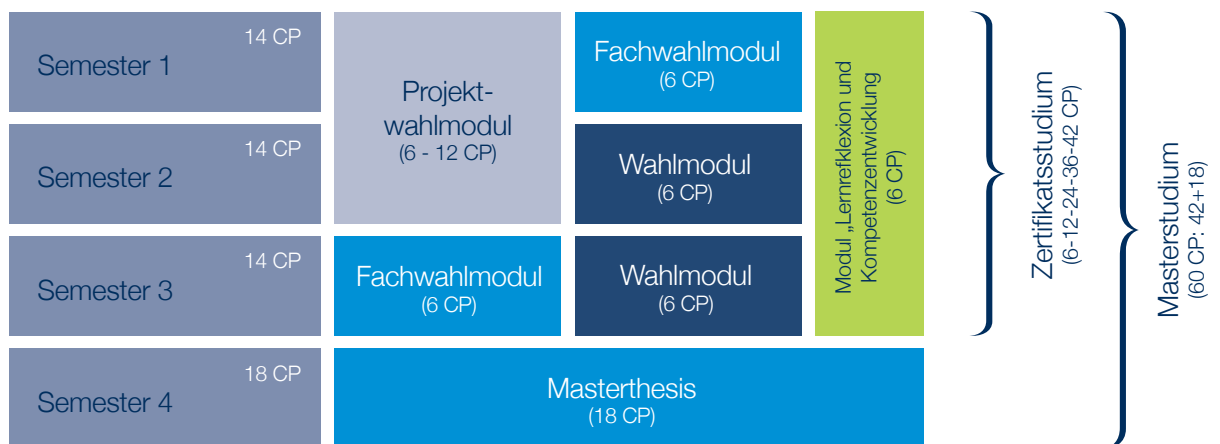 14 CP
Semester 1
Projekt-
wahlmodul
(6 - 12 CP)
Fachwahlmodul
(6 CP)
14 CP
Semester 2
Wahlmodul
(6 CP)
14 CP
Semester 3
Fachwahlmodul
(6 CP)
Wahlmodul
(6 CP)
Modul „Lernrefklexion und
Kompetenzentwicklung
(6 CP)
Zertifikatsstudium
(6-12-24-36-42 CP)
Masterstudium
(60 CP: 42+18)
18 CP
Semester 4
Masterthesis
(18 CP)